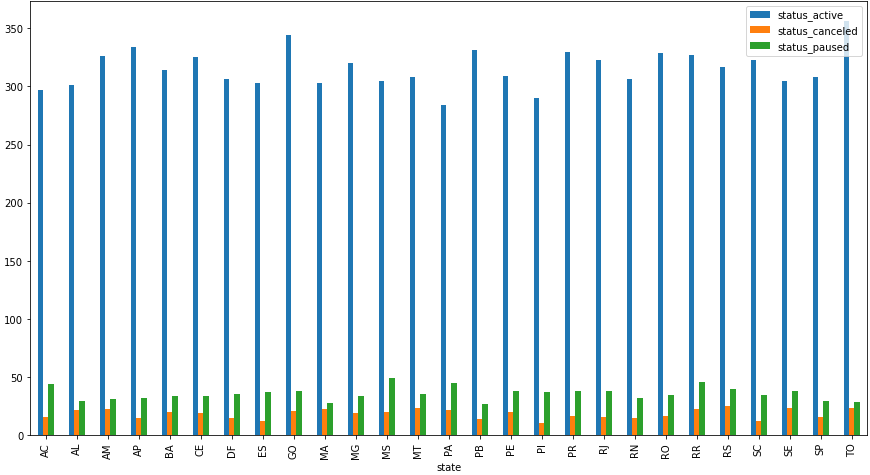 status_active
status_canceled
status_paused
350
300
250
200
150
100
50
0
AC AL AM AP BA CE DF ES GO MA MG MS MT PA PB PE PI PR RJ RN RO RR RS SC SE SP TO
state